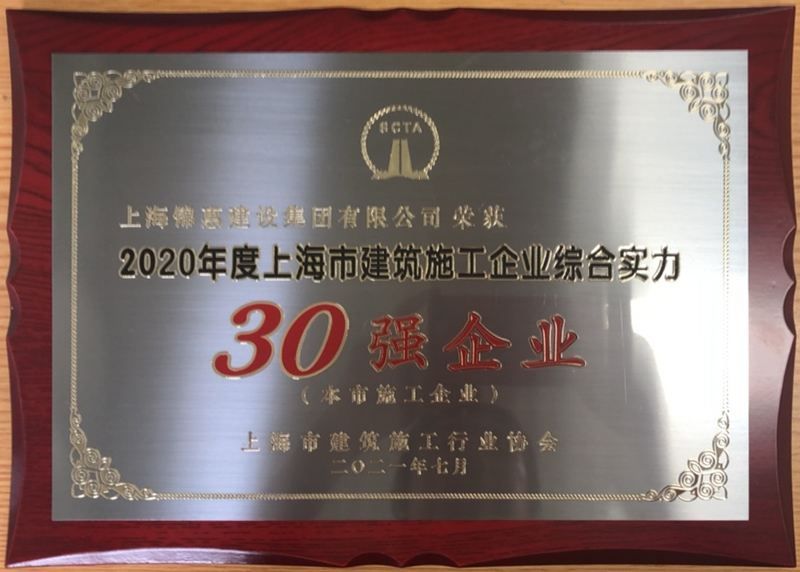 SCTA
上海锦惠建设集团有限公司 荣获
2020年度上海市建筑施工企业综合实力
30强企业
（本市施工企业）
上海市建筑施工行业协会
二〇二一年七月